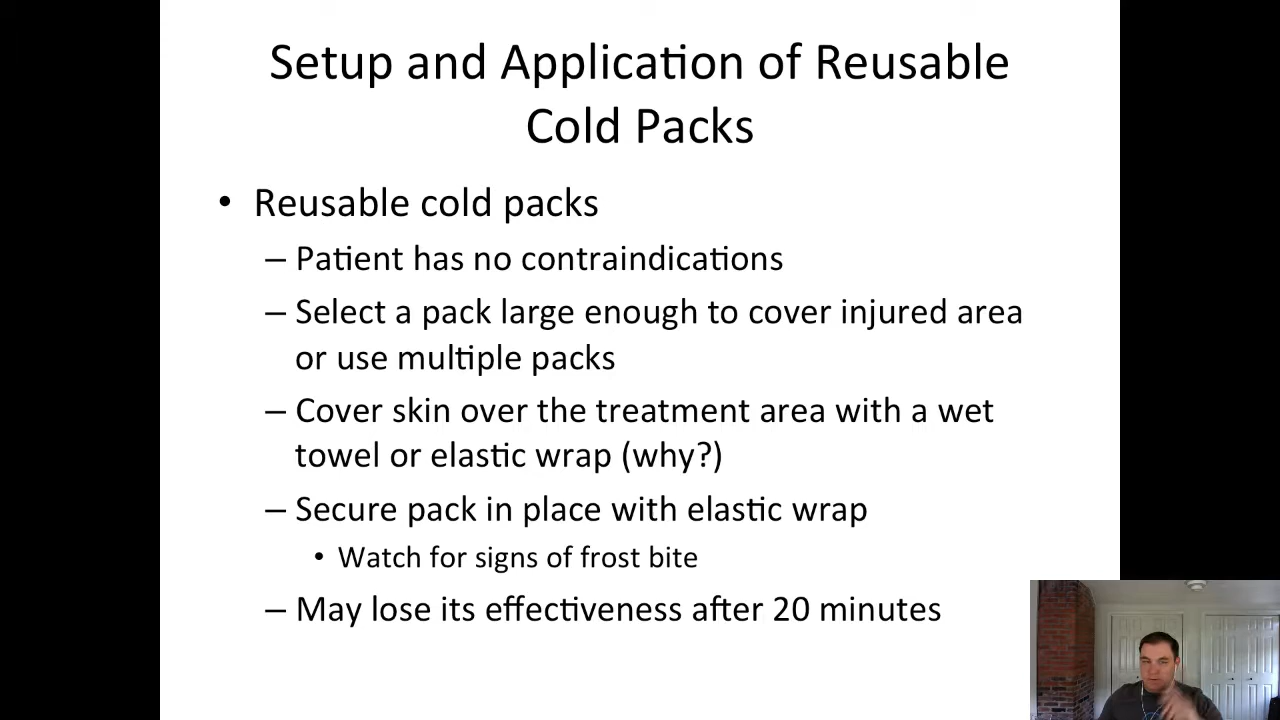 Setup and Application of Reusable
Cold Packs
• Reusable cold packs
– Patient has no contraindications
– Select a pack large enough to cover injured area
or use multiple packs
– Cover skin over the treatment area with a wet
towel or elastic wrap (why?)
– Secure pack in place with elastic wrap
• Watch for signs of frost bite
– May lose its effectiveness after 20 minutes